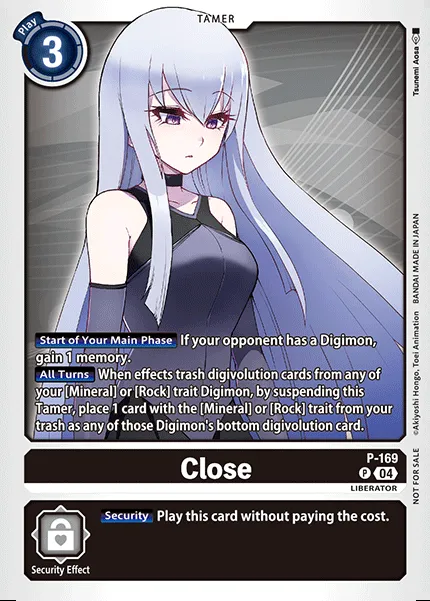 TAMER
Play
3
Tsunemi Aosa
Start of Your Main Phase If your opponent has a Digimon,
gain 1 memory.
All Turns When effects trash digivolution cards from any of
your [Mineral] or [Rock] trait Digimon, by suspending this
Tamer, place 1 card with the [Mineral] or [Rock] trait from your
trash as any of those Digimon's bottom digivolution card.
©Akiyoshi Hongo, Toei Animation BANDAI MADE IN JAPAN
NOT FOR SALE
Close
P-169
P 04
LIBERATOR
Security Play this card without paying the cost.
Security Effect